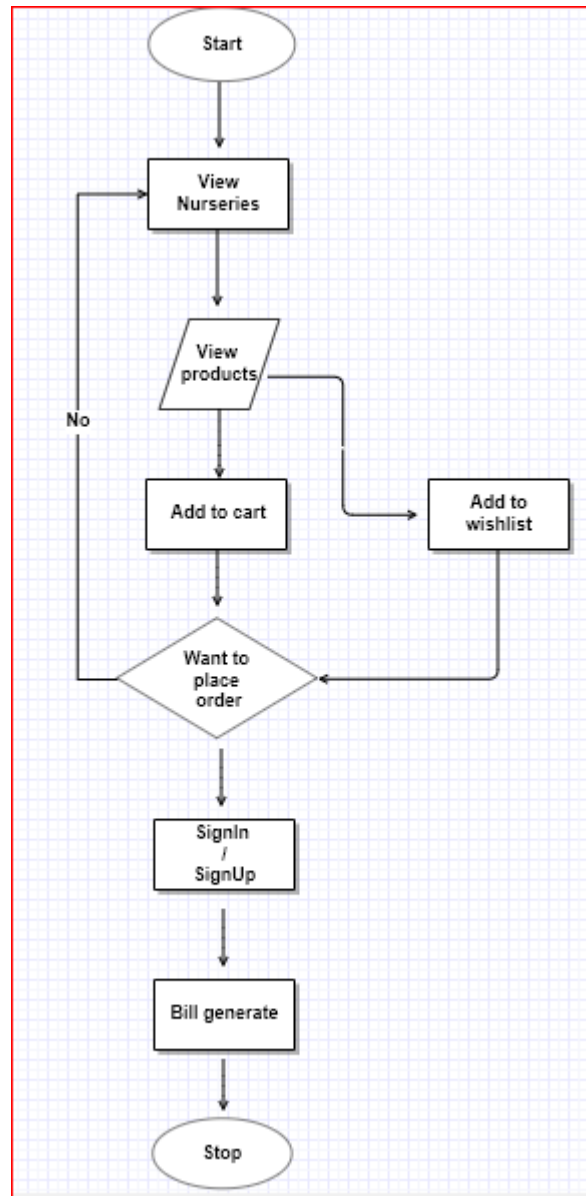 Start
View
Nurseries
View
products
No
Add to cart
Add to
wishlist
Want to
place
order
SignIn
/
SignUp
Bill generate
Stop